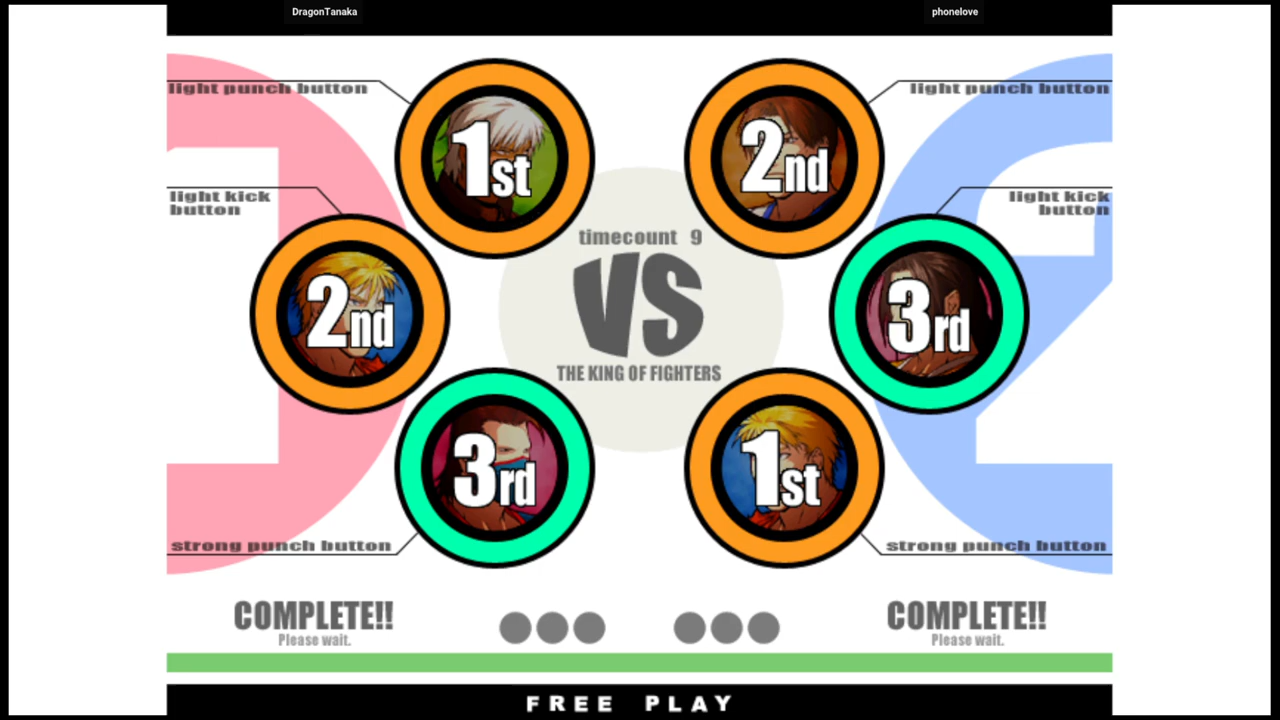 DragonTanaka
phonelove
light punch button
light punch button
1st
2nd
light kick
button
light kick
button
timecount 9
VS
THE KING OF FIGHTERS
2nd
3rd
3rd
1st
strong punch button
strong punch button
COMPLETE!!
Please wait.
COMPLETE!!
Please wait.
FREE PLAY